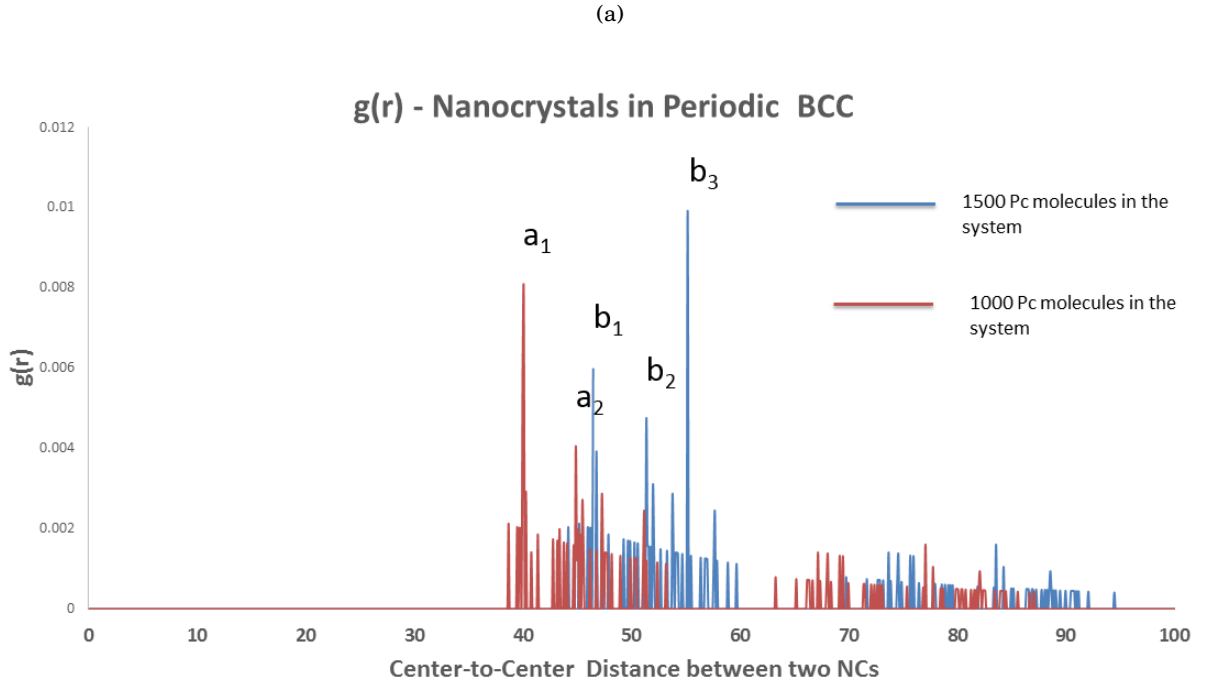 (a)
g(r) - Nanocrystals in Periodic BCC
0.012
0.01
0.008
0.006
0.004
0.002
0
g(r)
a1
a2
b1
b2
b3
1500 Pc molecules in the
system
1000 Pc molecules in the
system
0 10 20 30 40 50 60 70 80 90 100
Center-to-Center Distance between two NCs